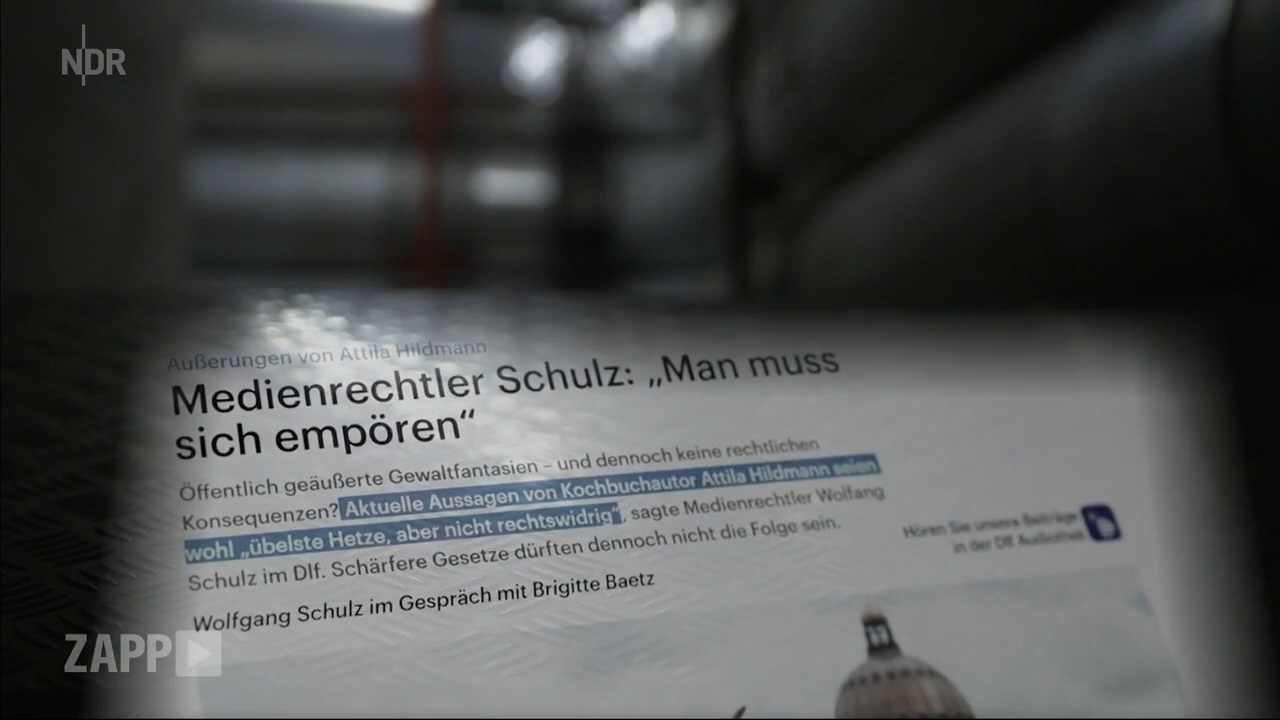 NDR
Äußerungen von Attila Hildmann
Medienrechtler Schulz: „Man muss
sich empören“
Öffentlich geäußerte Gewaltfantasien – und dennoch keine rechtlichen
Konsequenzen? Aktuelle Aussagen von Kochbuchautor Attila Hildmann seien
wohl „übelste Hetze, aber nicht rechtswidrig“, sagte Medienrechtler Wolfgang
Schulz im Dlf. Schärfere Gesetze dürften dennoch nicht die Folge sein.
Hören Sie unsere Beiträge
in der Dlf Audiothek
Wolfgang Schulz im Gespräch mit Brigitte Baetz
ZAPP